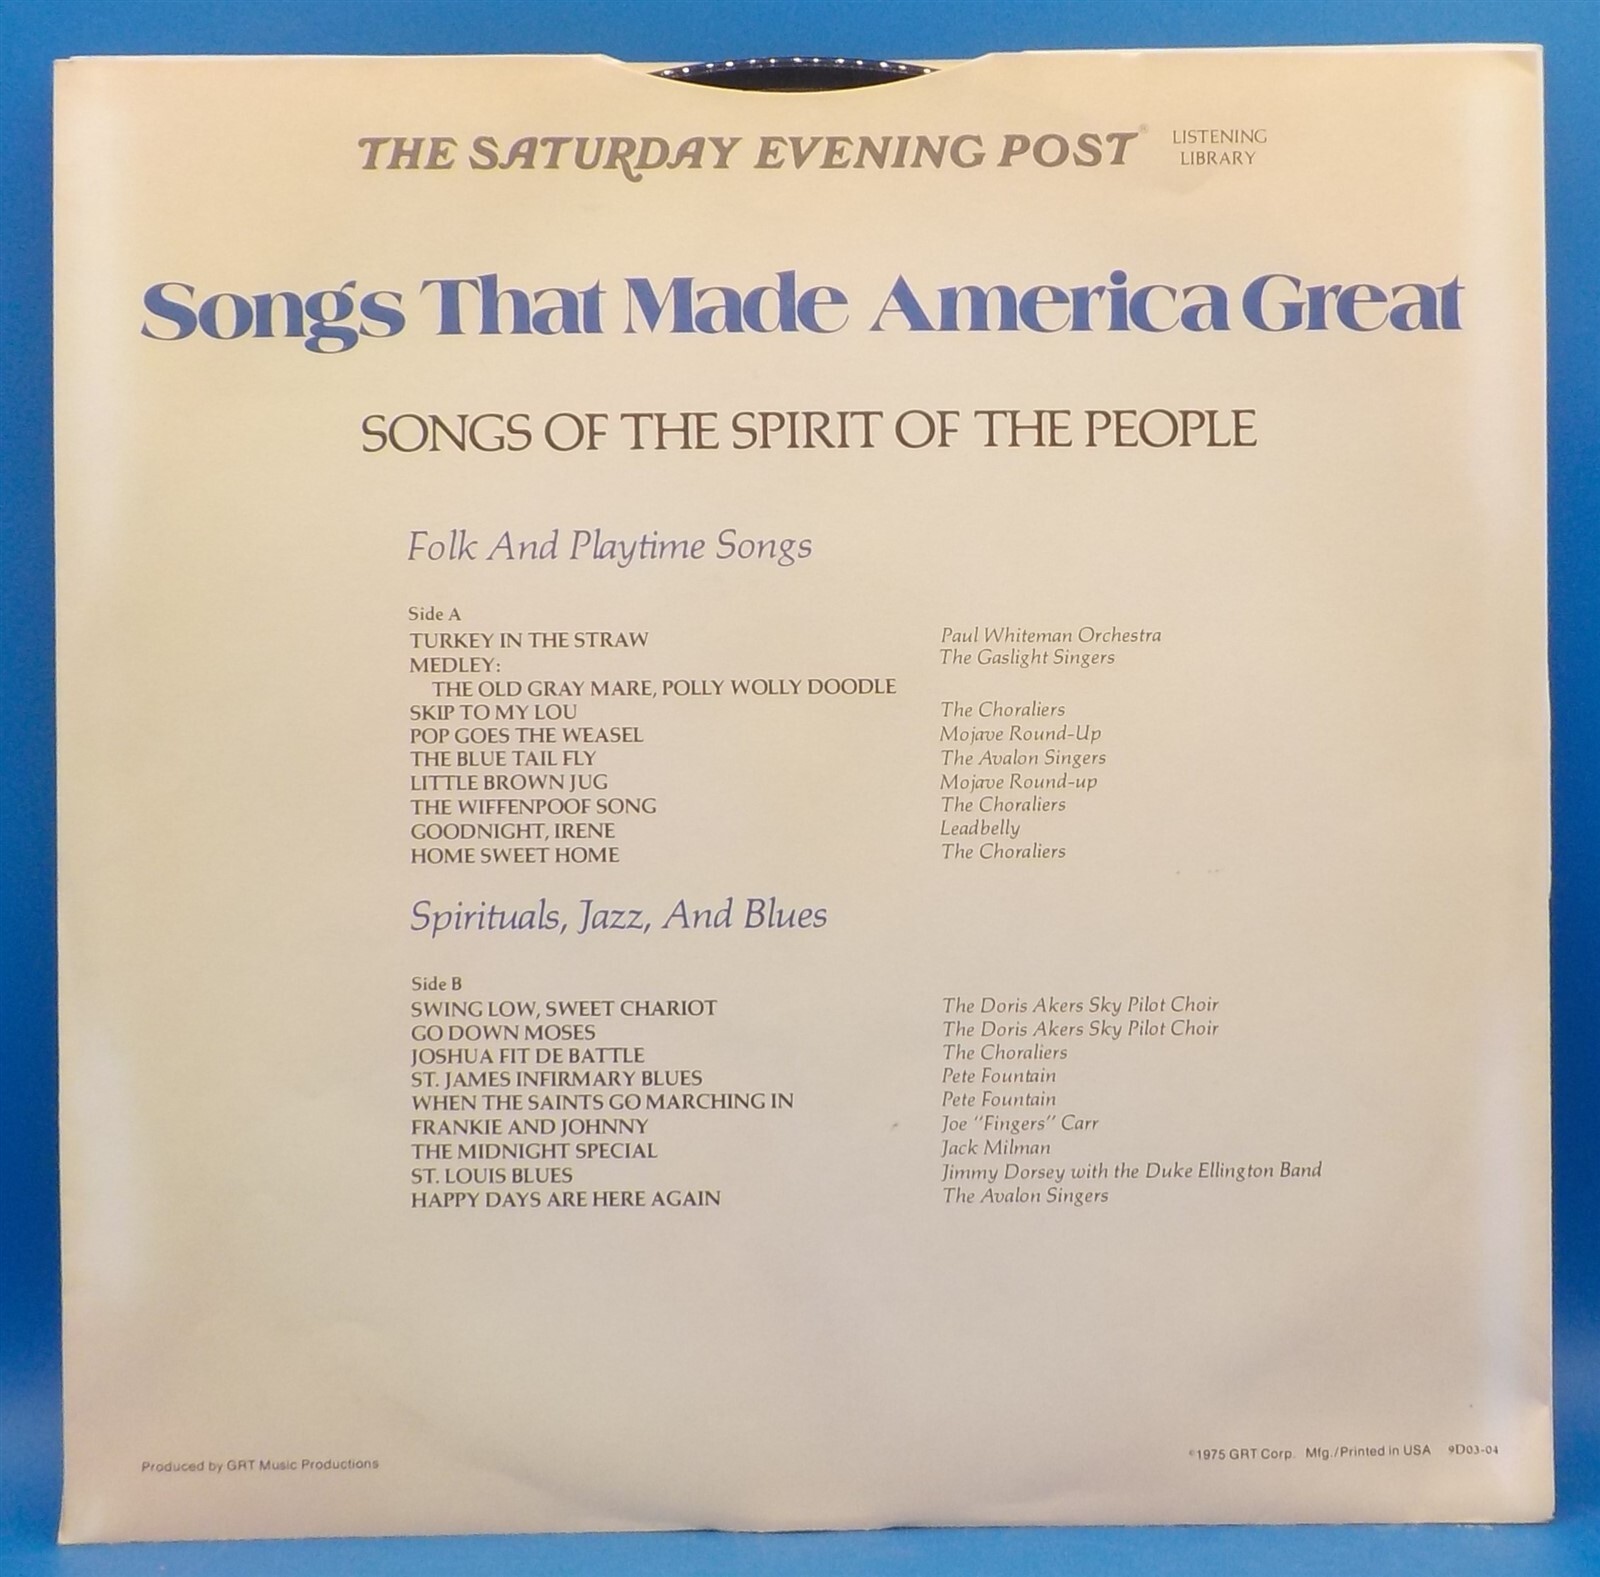 THE SATURDAY EVENING POST® LISTENING
LIBRARY
Songs That Made America Great
SONGS OF THE SPIRIT OF THE PEOPLE
Folk And Playtime Songs
Side A
TURKEY IN THE STRAW Paul Whiteman Orchestra
MEDLEY: The Gaslight Singers
THE OLD GRAY MARE, POLLY WOLLY DOODLE
SKIP TO MY LOU The Choraliers
POP GOES THE WEASEL Mojave Round-Up
THE BLUE TAIL FLY The Avalon Singers
LITTLE BROWN JUG Mojave Round-up
THE WIFFENPOOF SONG The Choraliers
GOODNIGHT, IRENE Leadbelly
HOME SWEET HOME The Choraliers
Spirituals, Jazz, And Blues
Side B
SWING LOW, SWEET CHARIOT The Doris Akers Sky Pilot Choir
GO DOWN MOSES The Doris Akers Sky Pilot Choir
JOSHUA FIT DE BATTLE The Choraliers
ST. JAMES INFIRMARY BLUES Pete Fountain
WHEN THE SAINTS GO MARCHING IN Pete Fountain
FRANKIE AND JOHNNY Joe "Fingers" Carr
THE MIDNIGHT SPECIAL Jack Milman
ST. LOUIS BLUES Jimmy Dorsey with the Duke Ellington Band
HAPPY DAYS ARE HERE AGAIN The Avalon Singers
Produced by GRT Music Productions
©1975 GRT Corp. Mfg./Printed in USA 9D03-04